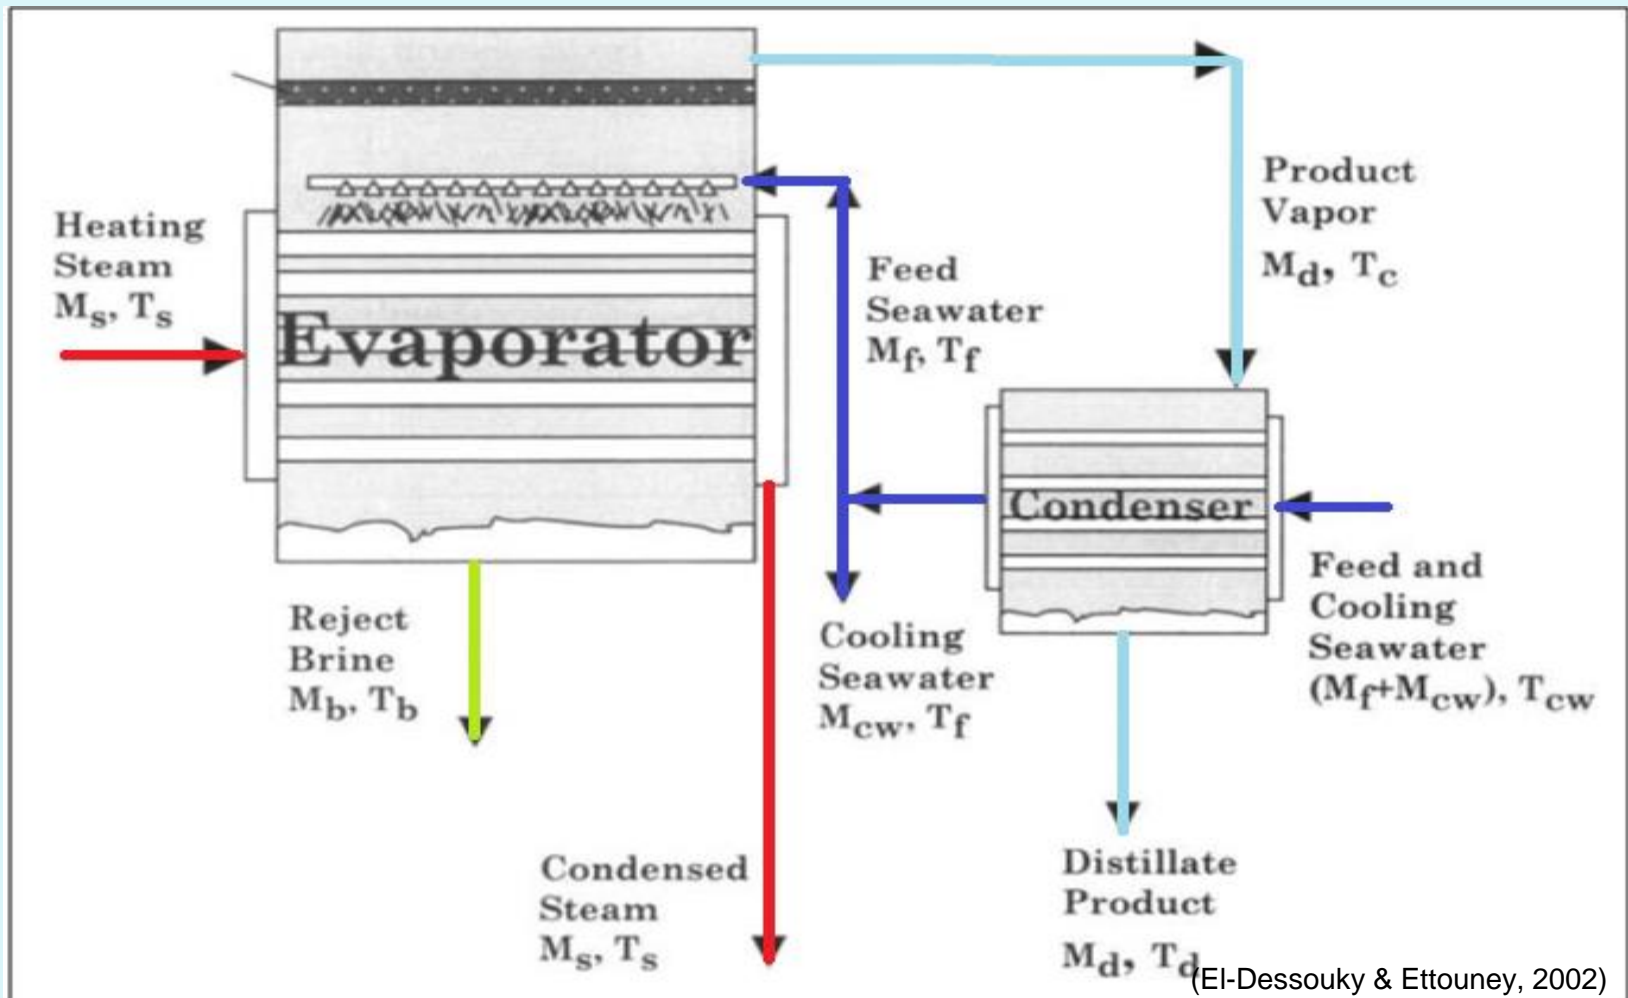 Heating
Steam
Ms, Ts
Evaporator
Product
Vapor
Md, Tc
Feed
Seawater
Mf, Tf
Condenser
Feed and
Cooling
Seawater
(Mf+Mcw), Tcw
Reject
Brine
Mb, Tb
Cooling
Seawater
Mcw, Tf
Condensed
Steam
Ms, Ts
Distillate
Product
Md, Td
(El-Dessouky & Ettouney, 2002)